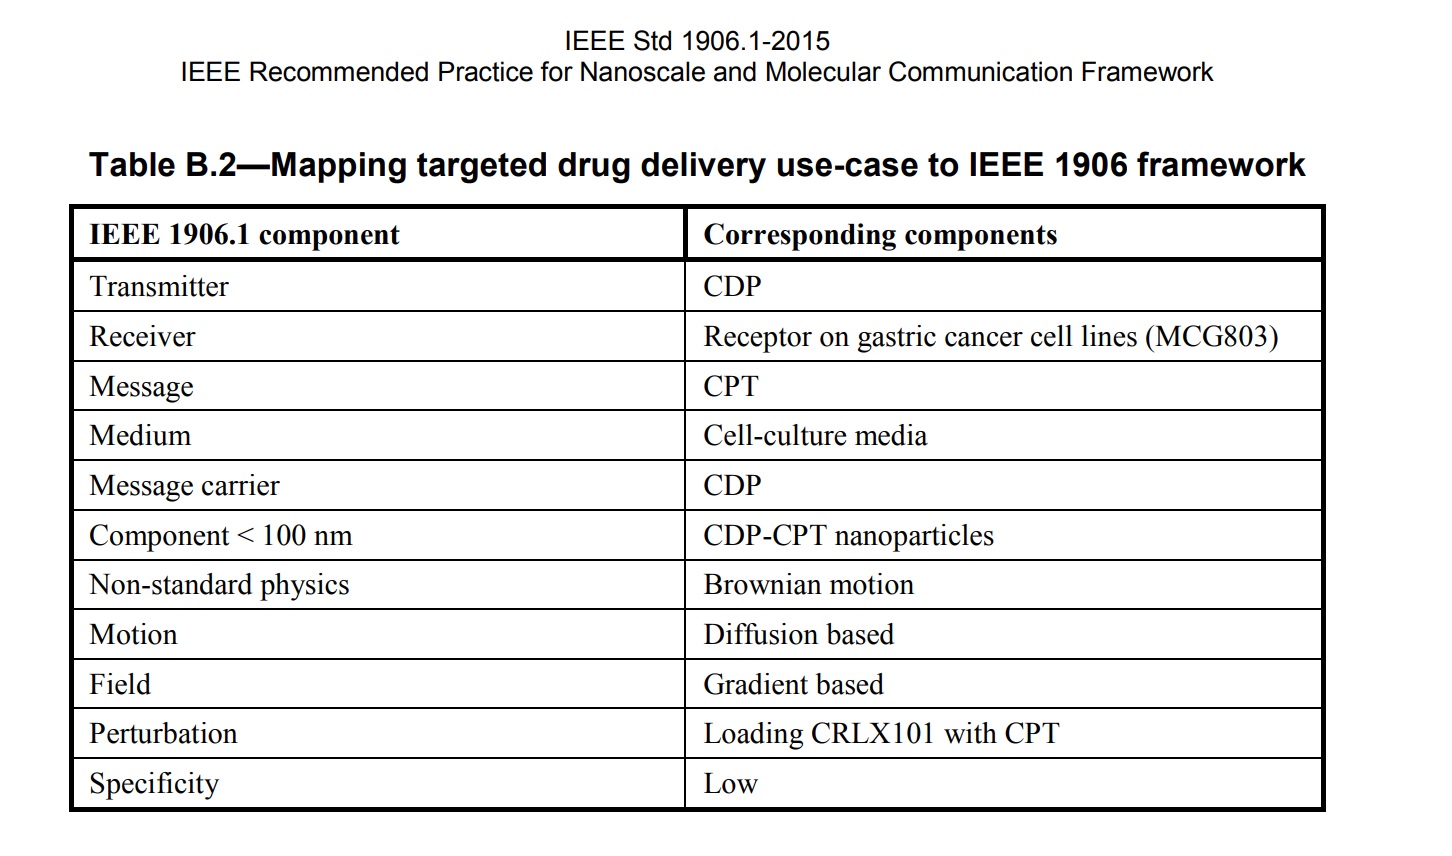 IEEE Std 1906.1-2015
IEEE Recommended Practice for Nanoscale and Molecular Communication Framework
Table B.2—Mapping targeted drug delivery use-case to IEEE 1906 framework
IEEE 1906.1 component Corresponding components
Transmitter CDP
Receiver Receptor on gastric cancer cell lines (MCG803)
Message CPT
Medium Cell-culture media
Message carrier CDP
Component < 100 nm CDP-CPT nanoparticles
Non-standard physics Brownian motion
Motion Diffusion based
Field Gradient based
Perturbation Loading CRLX101 with CPT
Specificity Low